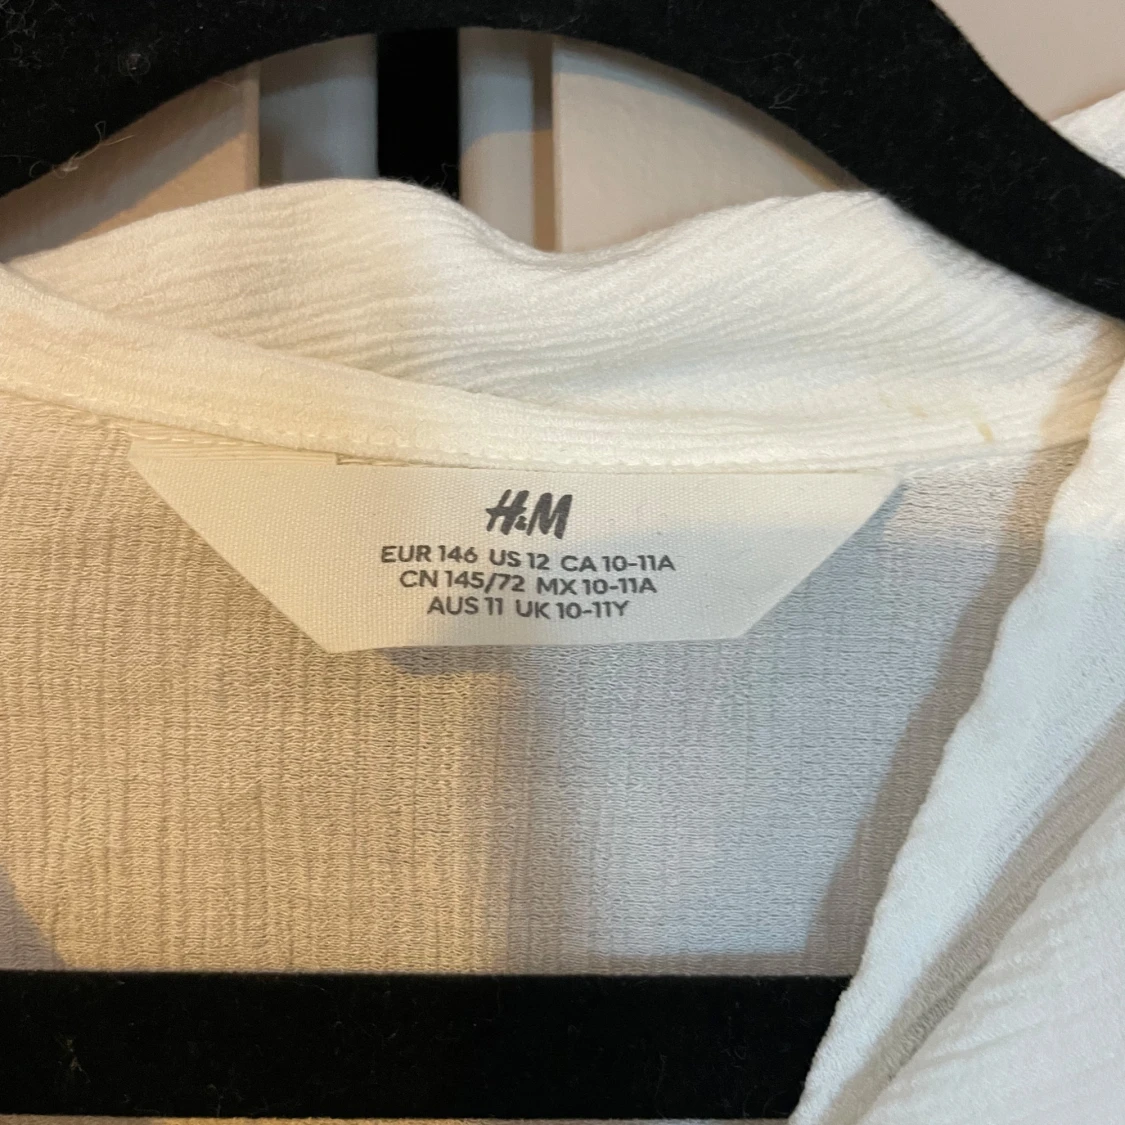 H&M
EUR 146 US 12 CA 10-11A
CN 145/72 MX 10-11A
AUS 11 UK 10-11Y